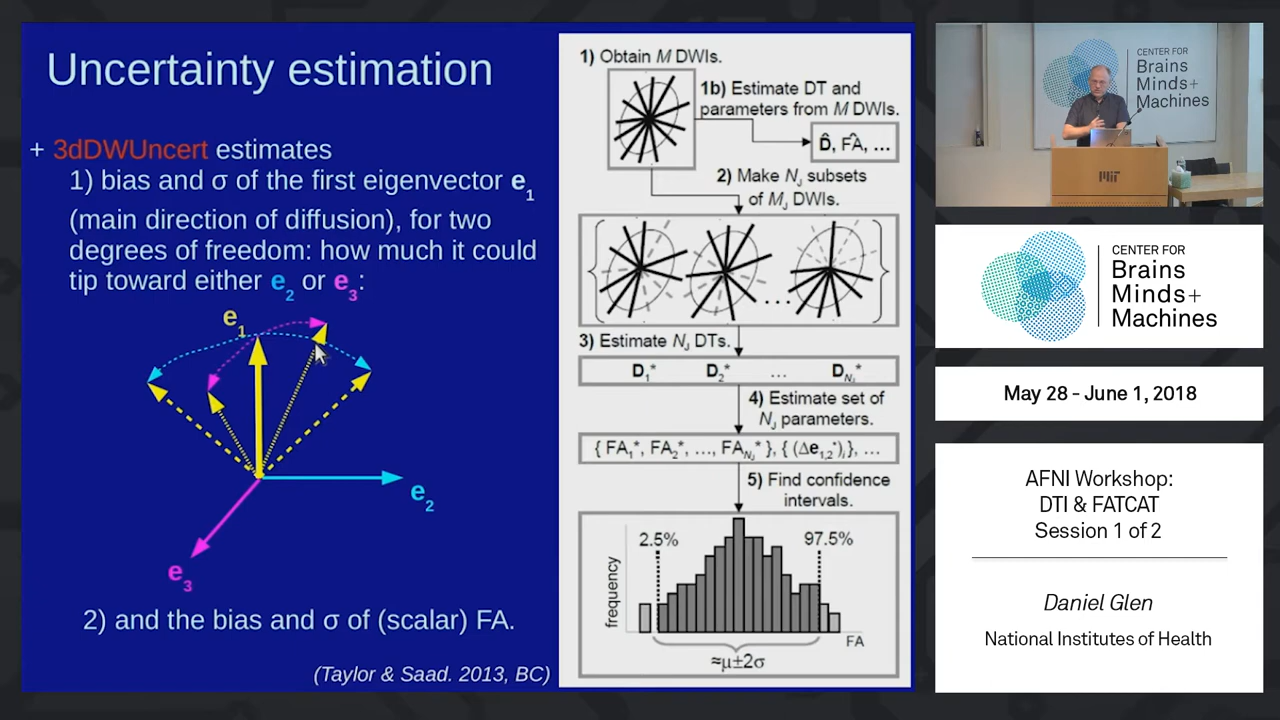 Uncertainty estimation
+ 3dDWUncert estimates
1) bias and σ of the first eigenvector e1
(main direction of diffusion), for two
degrees of freedom: how much it could
tip toward either e2 or e3:
e1
e2
e3
2) and the bias and σ of (scalar) FA.
(Taylor & Saad. 2013, BC)
1) Obtain M DWIs.
1b) Estimate DT and
parameters from M DWIs.
D̂, FÂ, ...
2) Make NJ subsets
of MJ DWIs.
...
3) Estimate NJ DTs.
D1* D2* ... DNJ*
4) Estimate set of
NJ parameters.
{ FA1*, FA2*, ..., FANJ* }, { (Δe1,2*)i }, ...
5) Find confidence
intervals.
2.5% 97.5%
frequency
FA
≈μ±2σ
CENTER FOR
Brains
Minds+
Machines
MIT
CENTER FOR
Brains
Minds+
Machines
May 28 - June 1, 2018
AFNI Workshop:
DTI & FATCAT
Session 1 of 2
Daniel Glen
National Institutes of Health